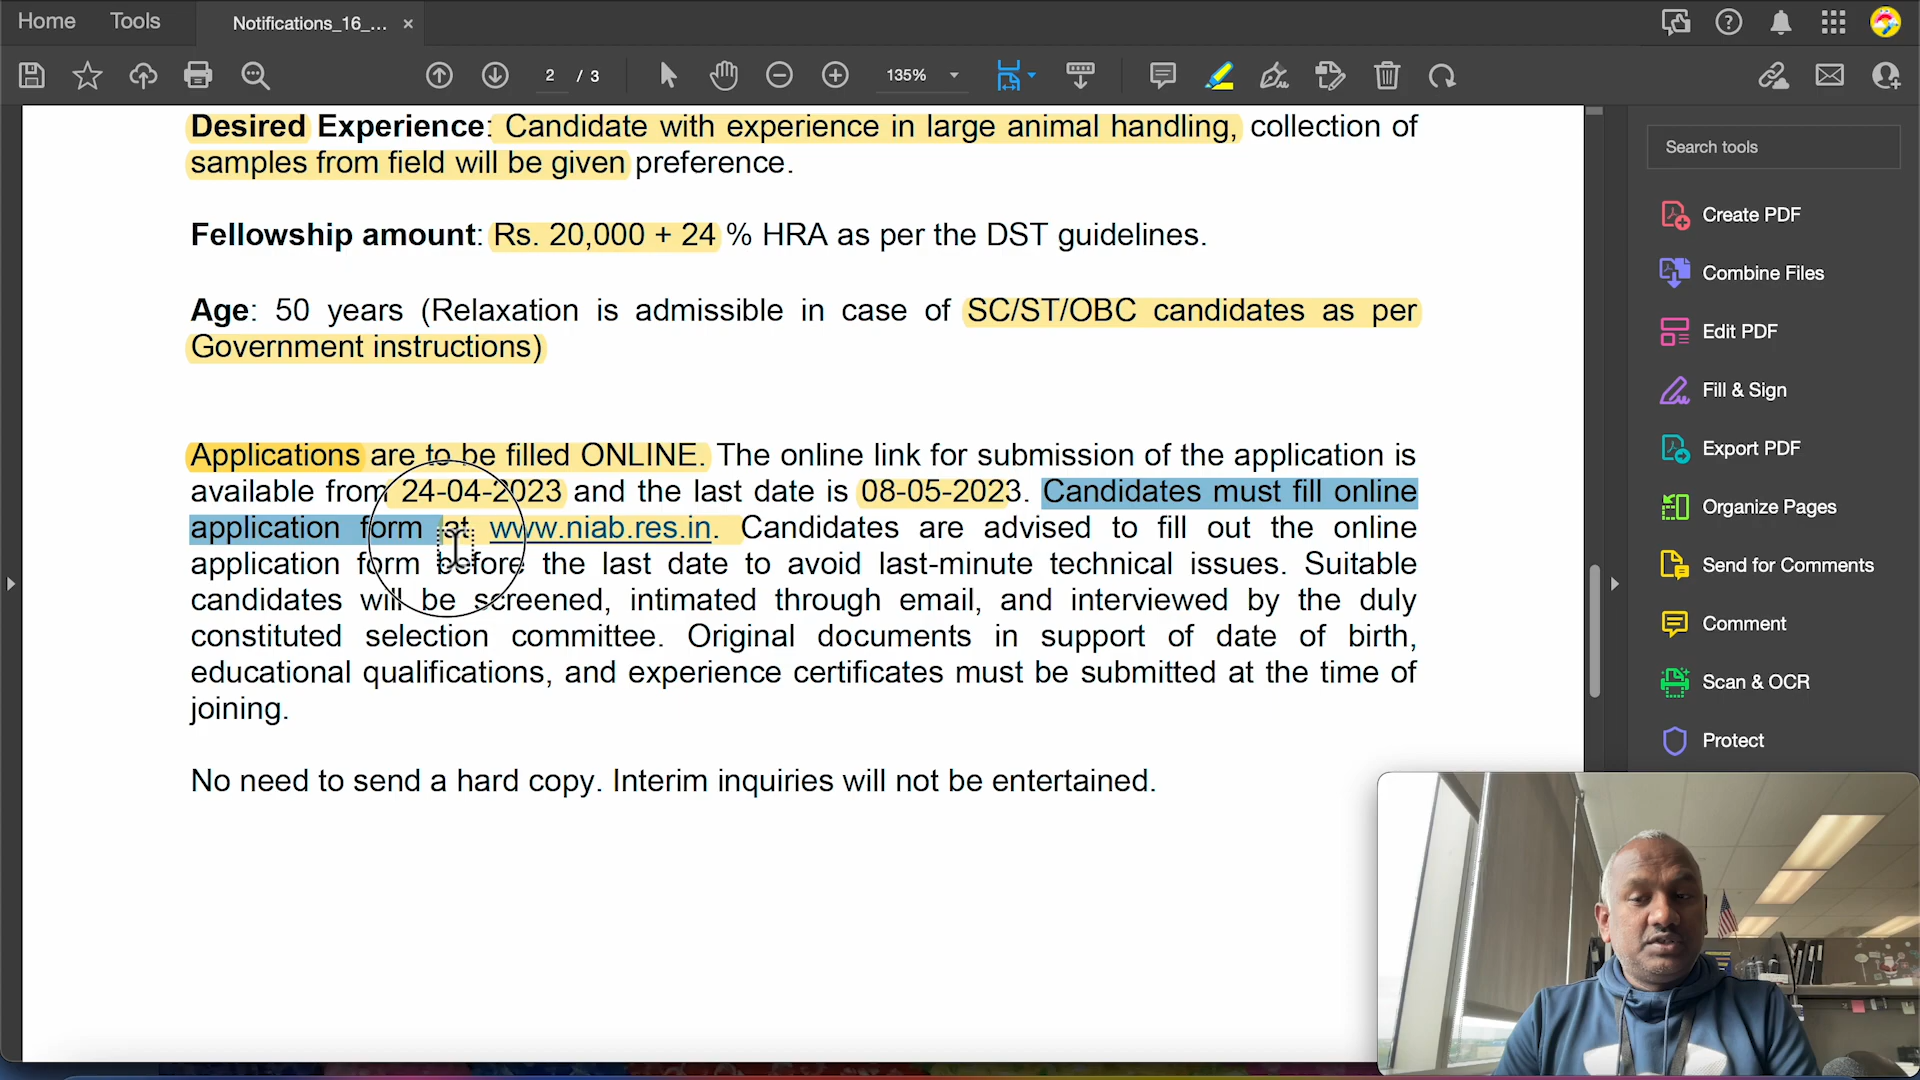 Home Tools Notifications_16_... ×
2 / 3 135%
Desired Experience: Candidate with experience in large animal handling, collection of
samples from field will be given preference.
Fellowship amount: Rs. 20,000 + 24 % HRA as per the DST guidelines.
Age: 50 years (Relaxation is admissible in case of SC/ST/OBC candidates as per
Government instructions)
Applications are to be filled ONLINE. The online link for submission of the application is
available from 24-04-2023 and the last date is 08-05-2023. Candidates must fill online
application form at www.niab.res.in. Candidates are advised to fill out the online
application form before the last date to avoid last-minute technical issues. Suitable
candidates will be screened, intimated through email, and interviewed by the duly
constituted selection committee. Original documents in support of date of birth,
educational qualifications, and experience certificates must be submitted at the time of
joining.
No need to send a hard copy. Interim inquiries will not be entertained.
Search tools
Create PDF
Combine Files
Edit PDF
Fill & Sign
Export PDF
Organize Pages
Send for Comments
Comment
Scan & OCR
Protect